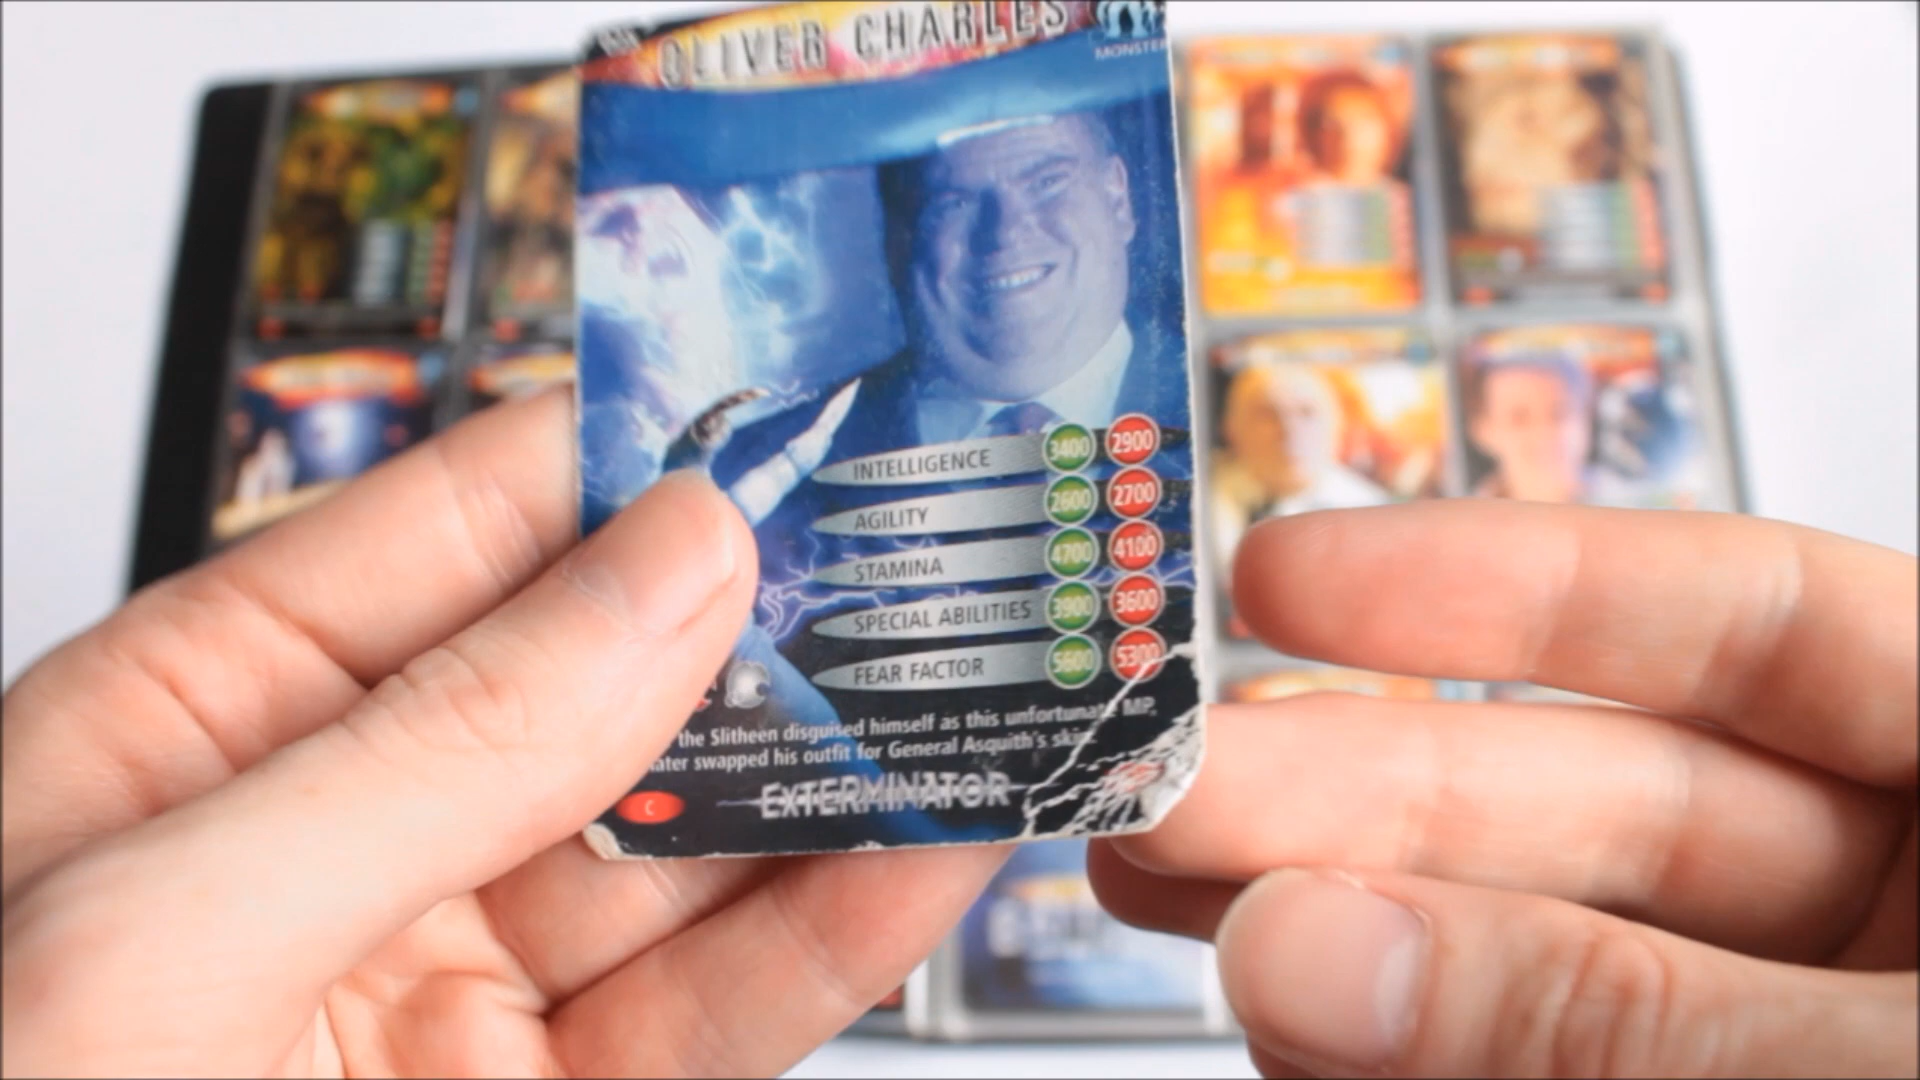 OLIVER CHARLES
MONSTER
INTELLIGENCE 3400 2900
AGILITY 2600 2700
STAMINA 4700 4100
SPECIAL ABILITIES 3900 3600
FEAR FACTOR 5600 5300
the Slitheen disguised himself as this unfortunate MP.
later swapped his outfit for General Asquith's skin.
C
EXTERMINATOR